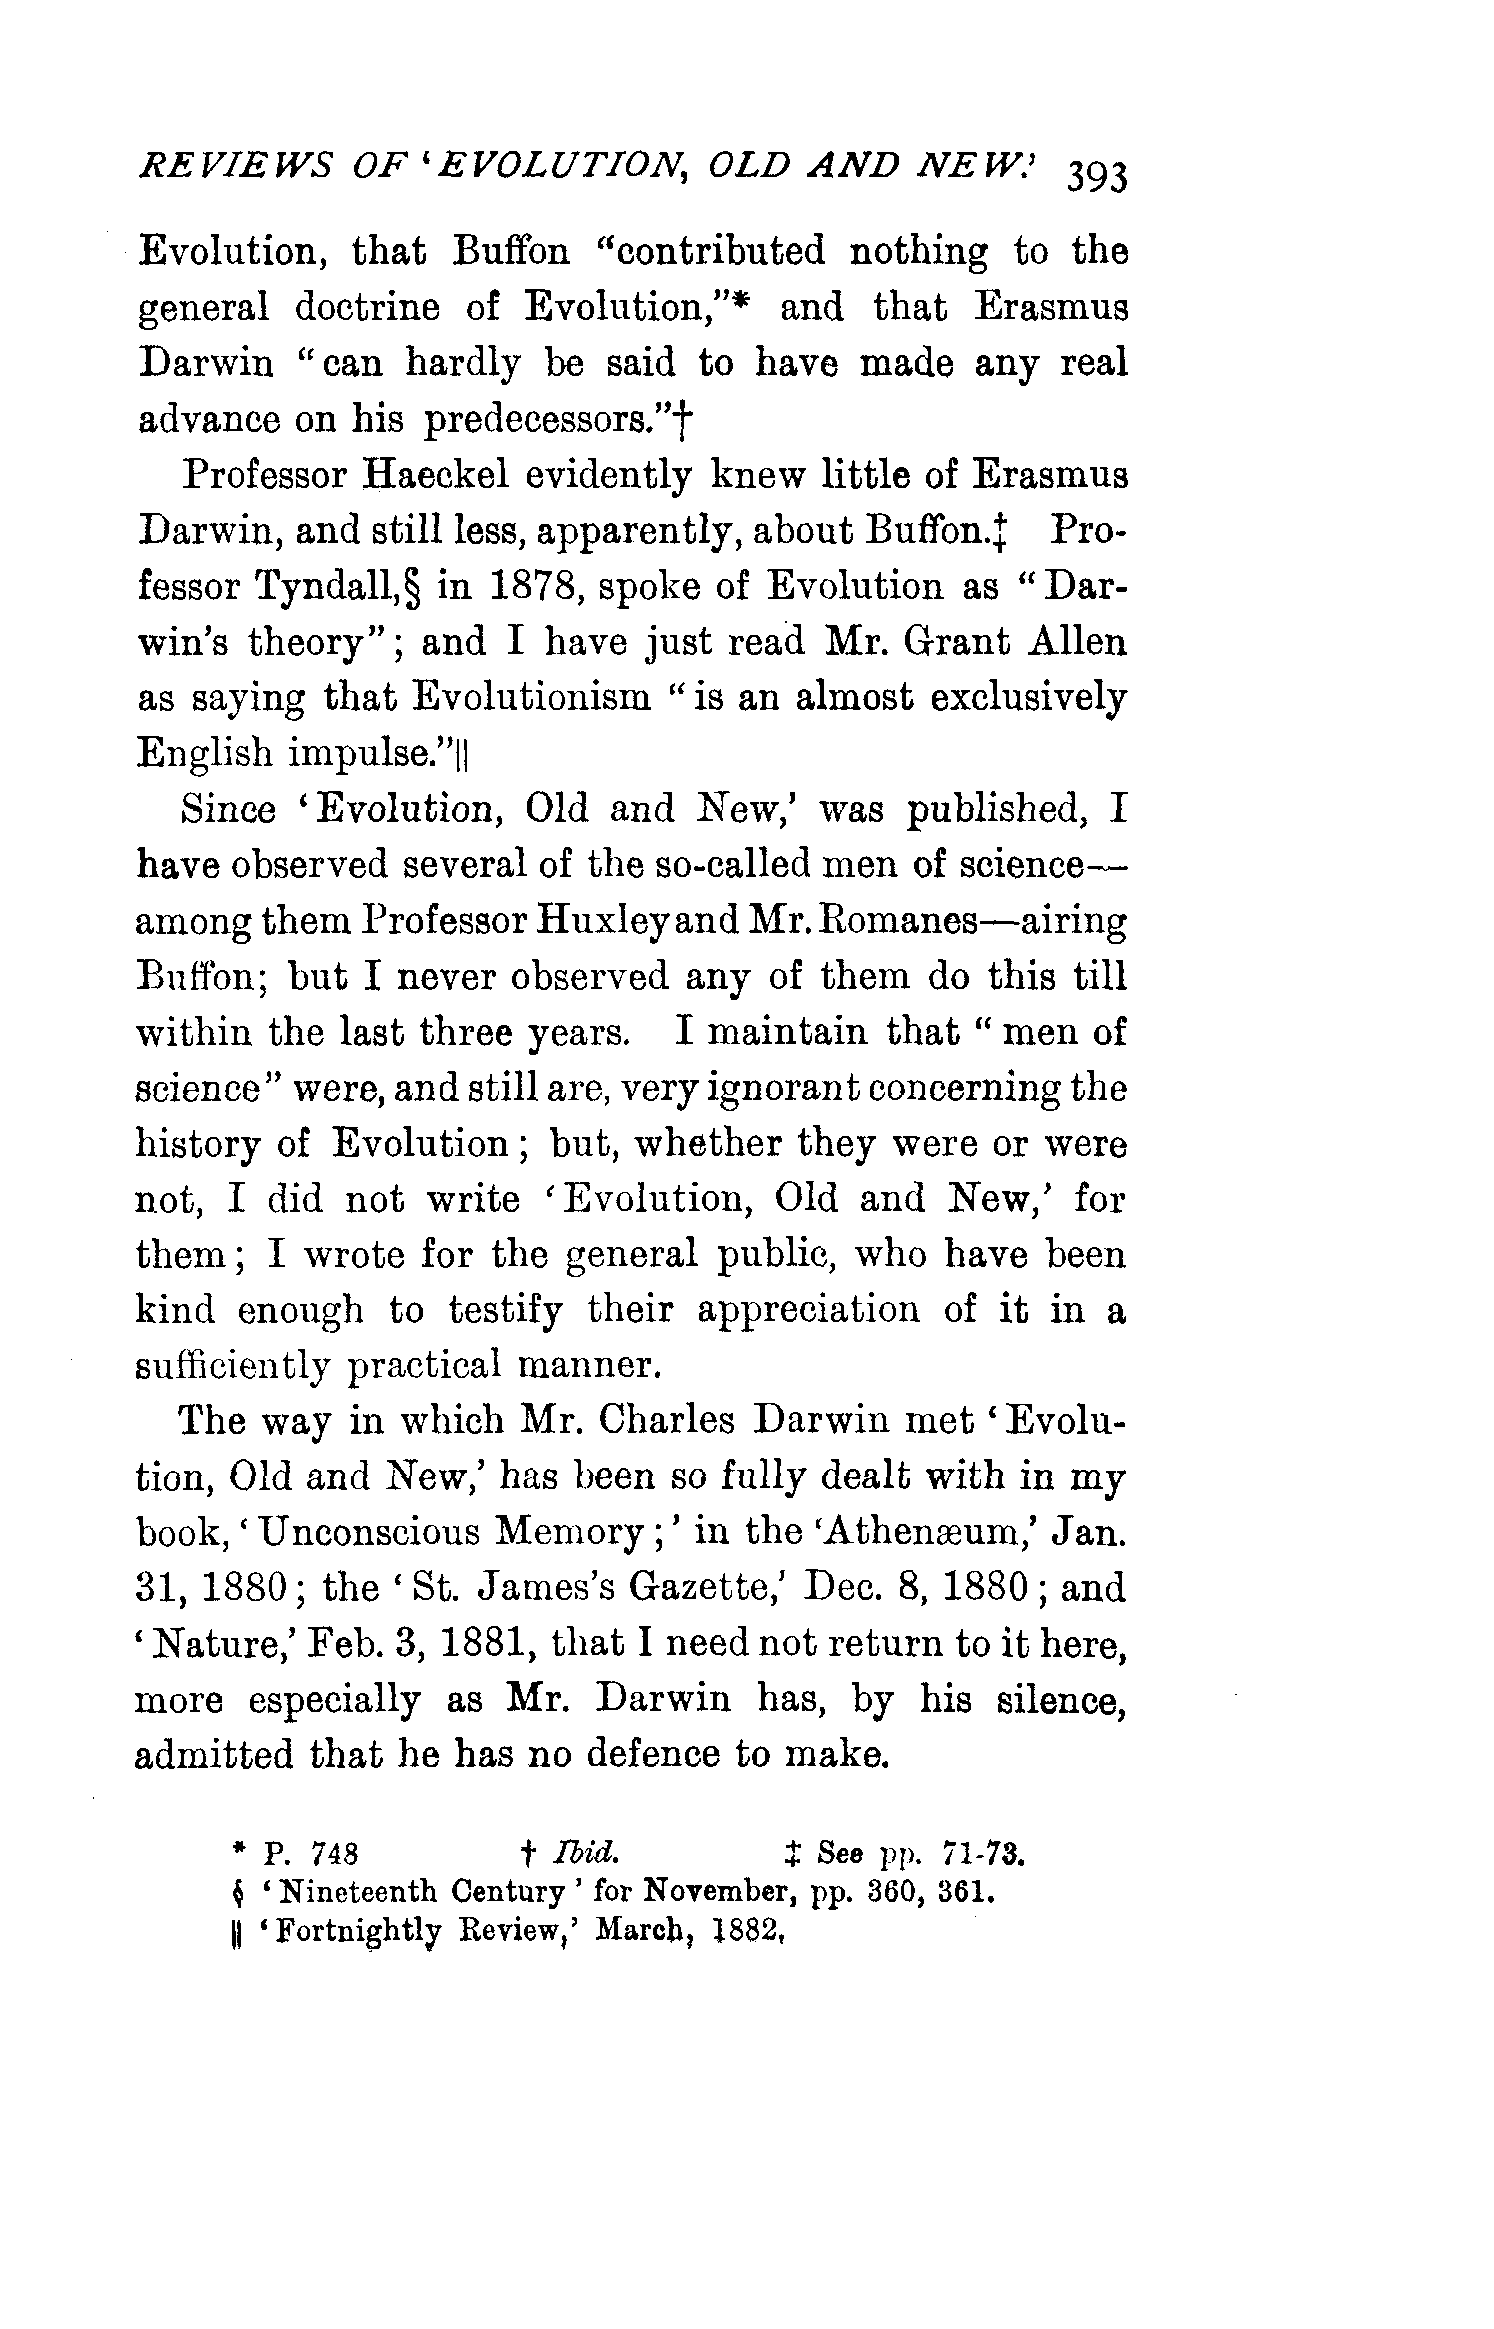 REVIEWS OF ‘EVOLUTION, OLD AND NEW.’ 393
Evolution, that Buffon “contributed nothing to the
general doctrine of Evolution,”* and that Erasmus
Darwin “can hardly be said to have made any real
advance on his predecessors.”†
Professor Haeckel evidently knew little of Erasmus
Darwin, and still less, apparently, about Buffon.‡ Pro-
fessor Tyndall,§ in 1878, spoke of Evolution as “Dar-
win’s theory”; and I have just read Mr. Grant Allen
as saying that Evolutionism “is an almost exclusively
English impulse.”||
Since ‘Evolution, Old and New,’ was published, I
have observed several of the so-called men of science—
among them Professor Huxley and Mr. Romanes—airing
Buffon; but I never observed any of them do this till
within the last three years. I maintain that “men of
science” were, and still are, very ignorant concerning the
history of Evolution; but, whether they were or were
not, I did not write ‘Evolution, Old and New,’ for
them; I wrote for the general public, who have been
kind enough to testify their appreciation of it in a
sufficiently practical manner.
The way in which Mr. Charles Darwin met ‘Evolu-
tion, Old and New,’ has been so fully dealt with in my
book, ‘Unconscious Memory;’ in the ‘Athenæum,’ Jan.
31, 1880; the ‘St. James’s Gazette,’ Dec. 8, 1880; and
‘Nature,’ Feb. 3, 1881, that I need not return to it here,
more especially as Mr. Darwin has, by his silence,
admitted that he has no defence to make.
* P. 748 † Ibid. ‡ See pp. 71-73.
§ ‘Nineteenth Century’ for November, pp. 360, 361.
|| ‘Fortnightly Review,’ March, 1882.